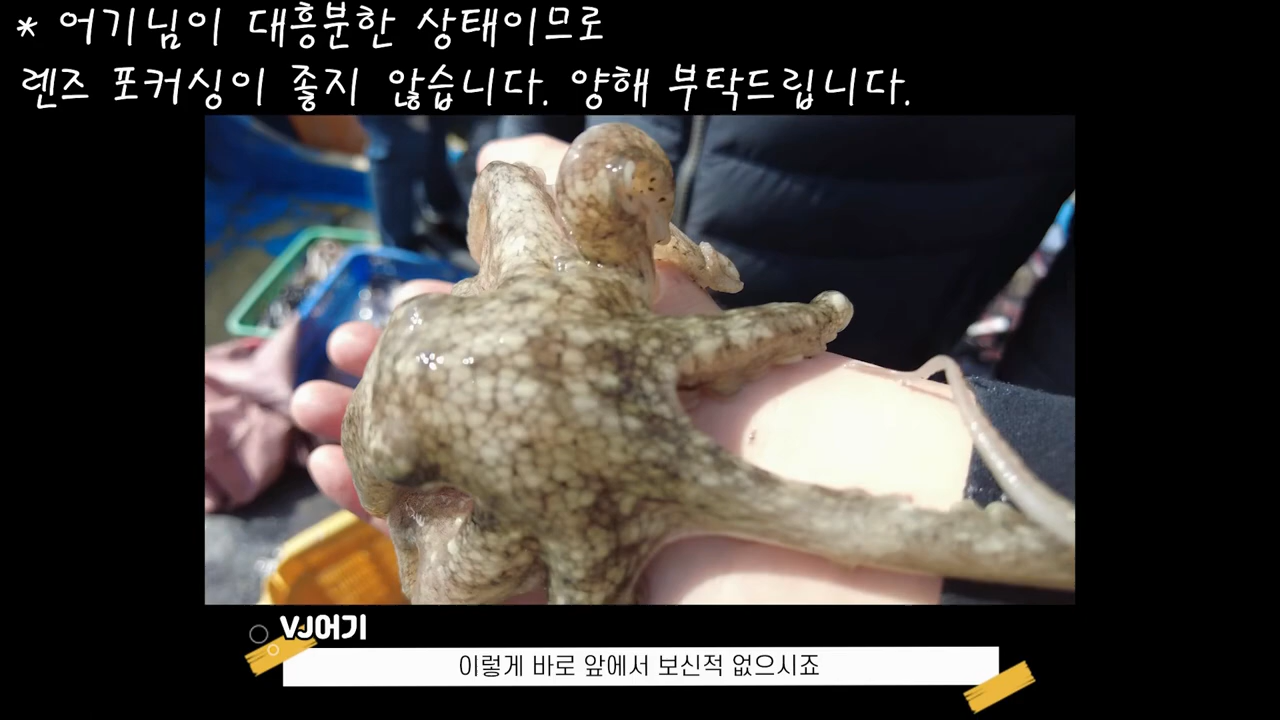 * 어기님이 대흥분한 상태이므로
렌즈 포커싱이 좋지 않습니다. 양해 부탁드립니다.
VJ어기
이렇게 바로 앞에서 보신적 없으시죠